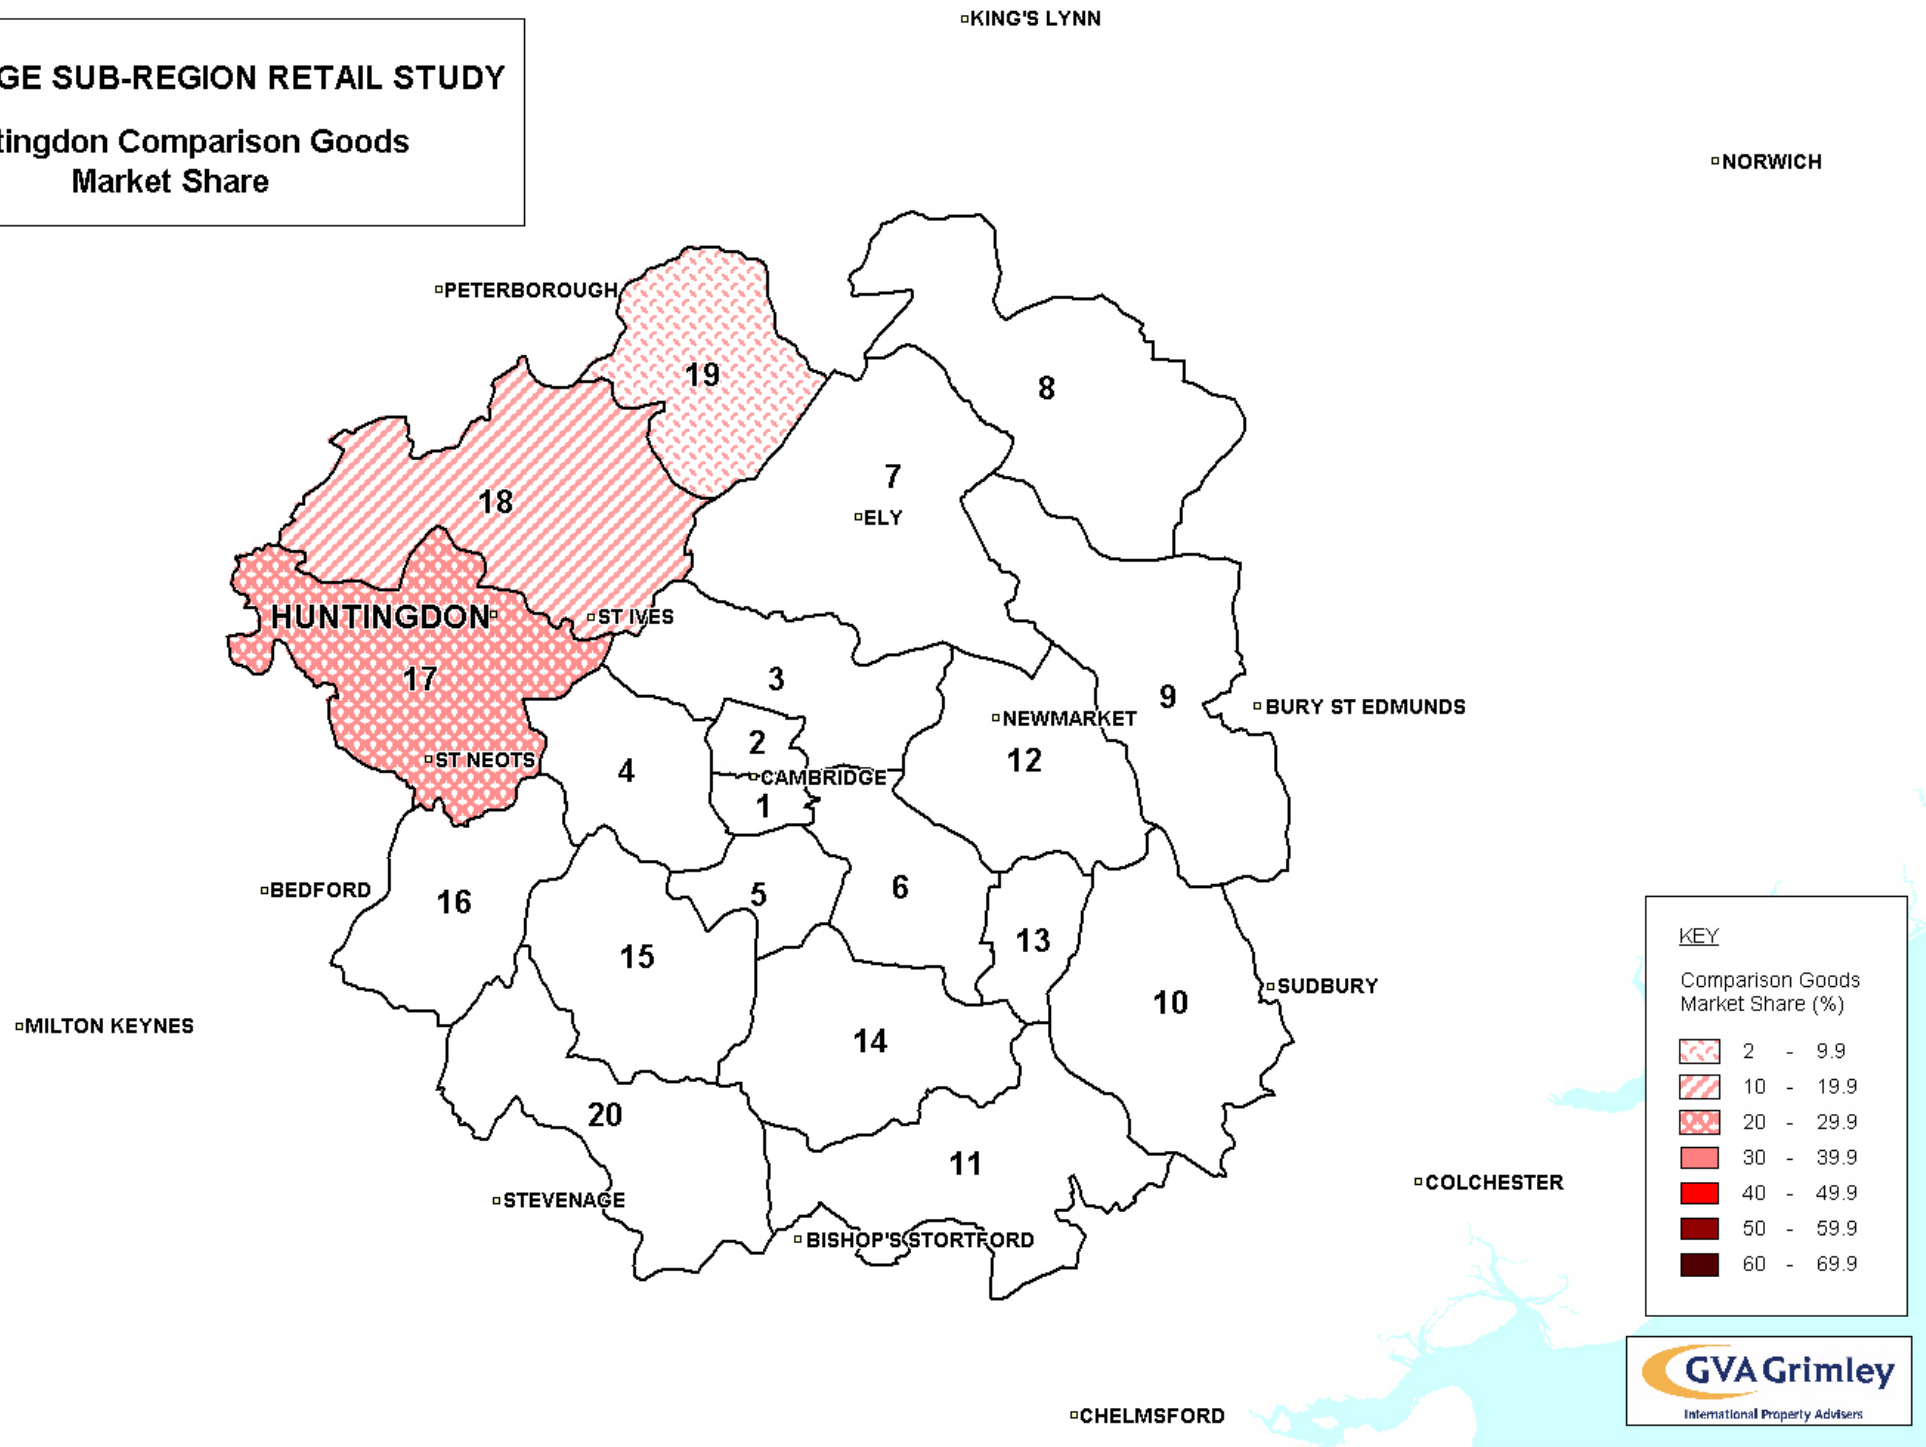 KING'S LYNN
GE SUB-REGION RETAIL STUDY
tingdon Comparison Goods
Market Share
NORWICH
PETERBOROUGH
19
8
7
18
ELY
HUNTINGDON
ST IVES
17
3
9
BURY ST EDMUNDS
NEWMARKET
2
12
ST NEOTS
4
CAMBRIDGE
1
BEDFORD
16
5
6
15
13
SUDBURY
10
MILTON KEYNES
14
20
11
STEVENAGE
COLCHESTER
BISHOP'S STORTFORD
CHELMSFORD
KEY
Comparison Goods
Market Share (%)
2 - 9.9
10 - 19.9
20 - 29.9
30 - 39.9
40 - 49.9
50 - 59.9
60 - 69.9
GVA Grimley
International Property Advisers